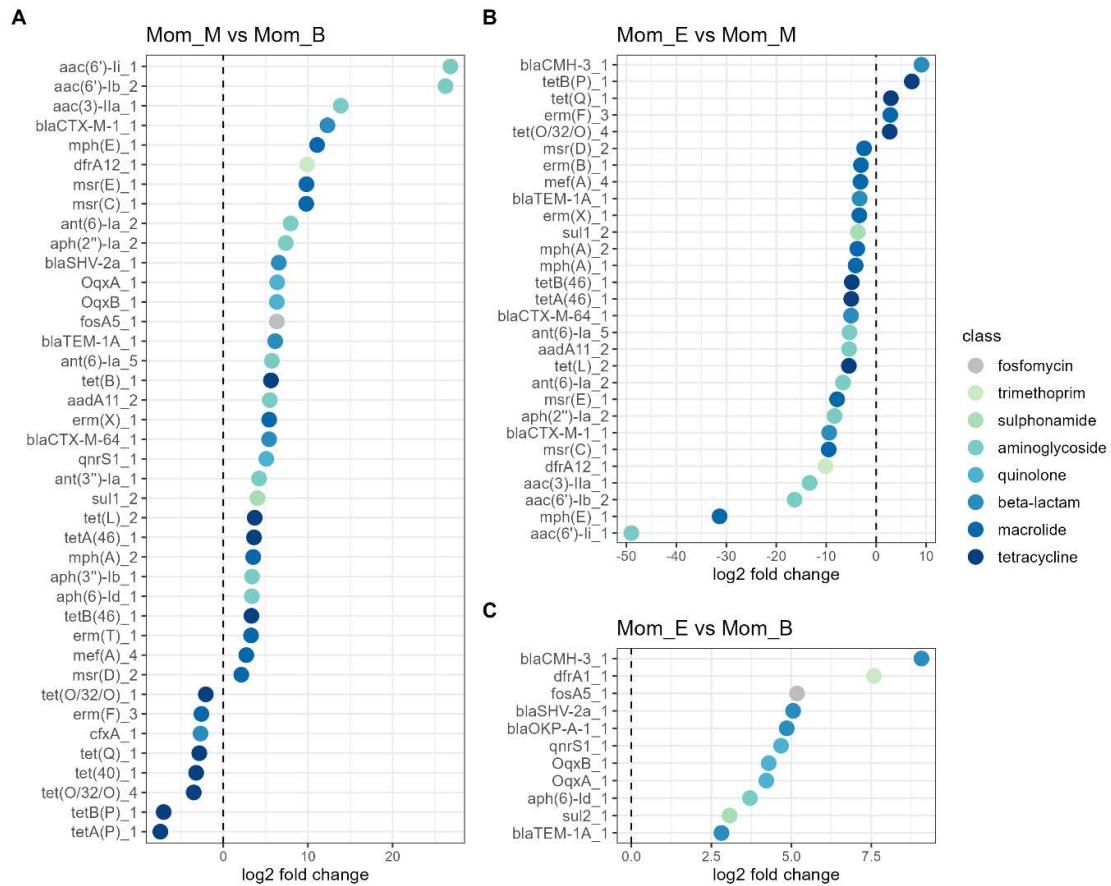 A
Mom_M vs Mom_B
aac(6')-Ii_1
aac(6')-Ib_2
aac(3)-IIa_1
blaCTX-M-1_1
mph(E)_1
dfrA12_1
msr(E)_1
msr(C)_1
ant(6)-Ia_2
aph(2")-Ia_2
blaSHV-2a_1
OqxA_1
OqxB_1
fosA5_1
blaTEM-1A_1
ant(6)-Ia_5
tet(B)_1
aadA11_2
erm(X)_1
blaCTX-M-64_1
qnrS1_1
ant(3")-Ia_1
sul1_2
tet(L)_2
tetA(46)_1
mph(A)_2
aph(3")-Ib_1
aph(6)-Id_1
tetB(46)_1
erm(T)_1
mef(A)_4
msr(D)_2
tet(O/32/O)_1
erm(F)_3
cfxA_1
tet(Q)_1
tet(40)_1
tet(O/32/O)_4
tetB(P)_1
tetA(P)_1
0 10 20
log2 fold change
B
Mom_E vs Mom_M
blaCMH-3_1
tetB(P)_1
tet(Q)_1
erm(F)_3
tet(O/32/O)_4
msr(D)_2
erm(B)_1
mef(A)_4
blaTEM-1A_1
erm(X)_1
sul1_2
mph(A)_2
mph(A)_1
tetB(46)_1
tetA(46)_1
blaCTX-M-64_1
ant(6)-Ia_5
aadA11_2
tet(L)_2
ant(6)-Ia_2
msr(E)_1
aph(2")-Ia_2
blaCTX-M-1_1
msr(C)_1
dfrA12_1
aac(3)-IIa_1
aac(6')-Ib_2
mph(E)_1
aac(6')-Ii_1
-50 -40 -30 -20 -10 0 10
log2 fold change
class
fosfomycin
trimethoprim
sulphonamide
aminoglycoside
quinolone
beta-lactam
macrolide
tetracycline
C
Mom_E vs Mom_B
blaCMH-3_1
dfrA1_1
fosA5_1
blaSHV-2a_1
blaOKP-A-1_1
qnrS1_1
OqxB_1
OqxA_1
aph(6)-Id_1
sul2_1
blaTEM-1A_1
0.0 2.5 5.0 7.5
log2 fold change